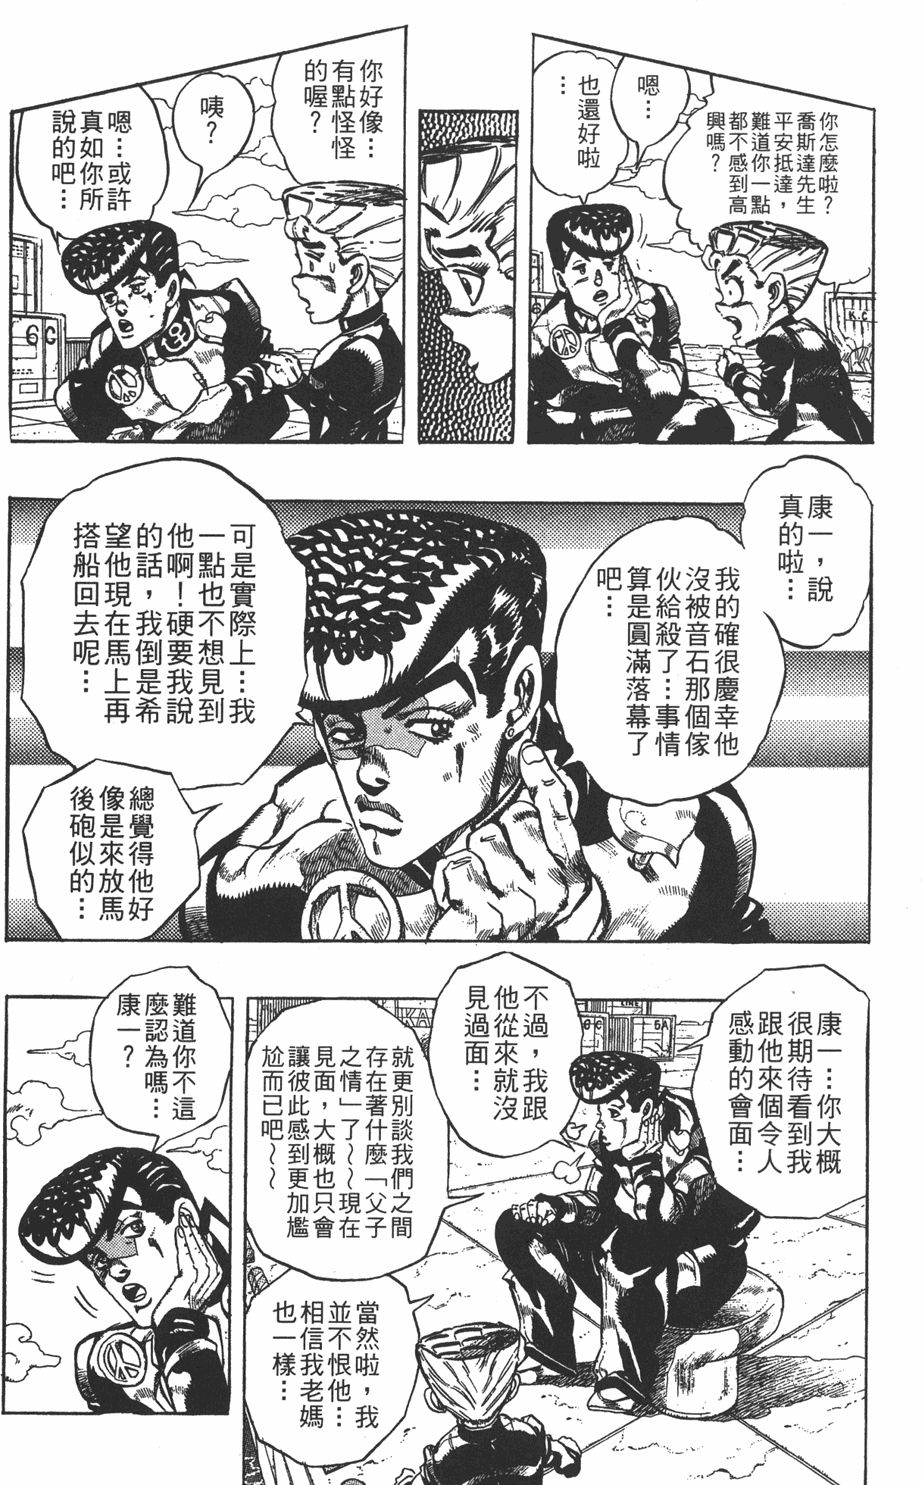 你怎麼啦？
喬斯達先生
平安抵達，
難道你一點
都不感到高
興嗎？
嗯…
也還好啦
…
你好像…
有點怪怪
的喔？
咦？
嗯…或許
真如你所
說的吧…
6C
K.C
康一，說
真的啦…
我的確很慶幸他
沒被音石那個傢
伙給殺了…事情
算是圓滿落幕了
吧…
可是實際上…我
一點也不想見到
他啊！硬要我說
的話，我倒是希
望他現在馬上再
搭船回去呢…
總覺得他好
像是來放馬
後砲似的…
康一…你大概
很期待看到我
跟他來個令人
感動的會面…
不過，我跟
他從來就沒
見過面…
就更別談我們之間
存在著什麼「父子
之情」了～～現在
見面，大概也只會
讓彼此感到更加尷
尬而已吧～～
當然啦，我
並不恨他…
相信我老媽
也一樣…
LINE
6C
6A
KA
難道你不這
麼認為嗎…
康一？